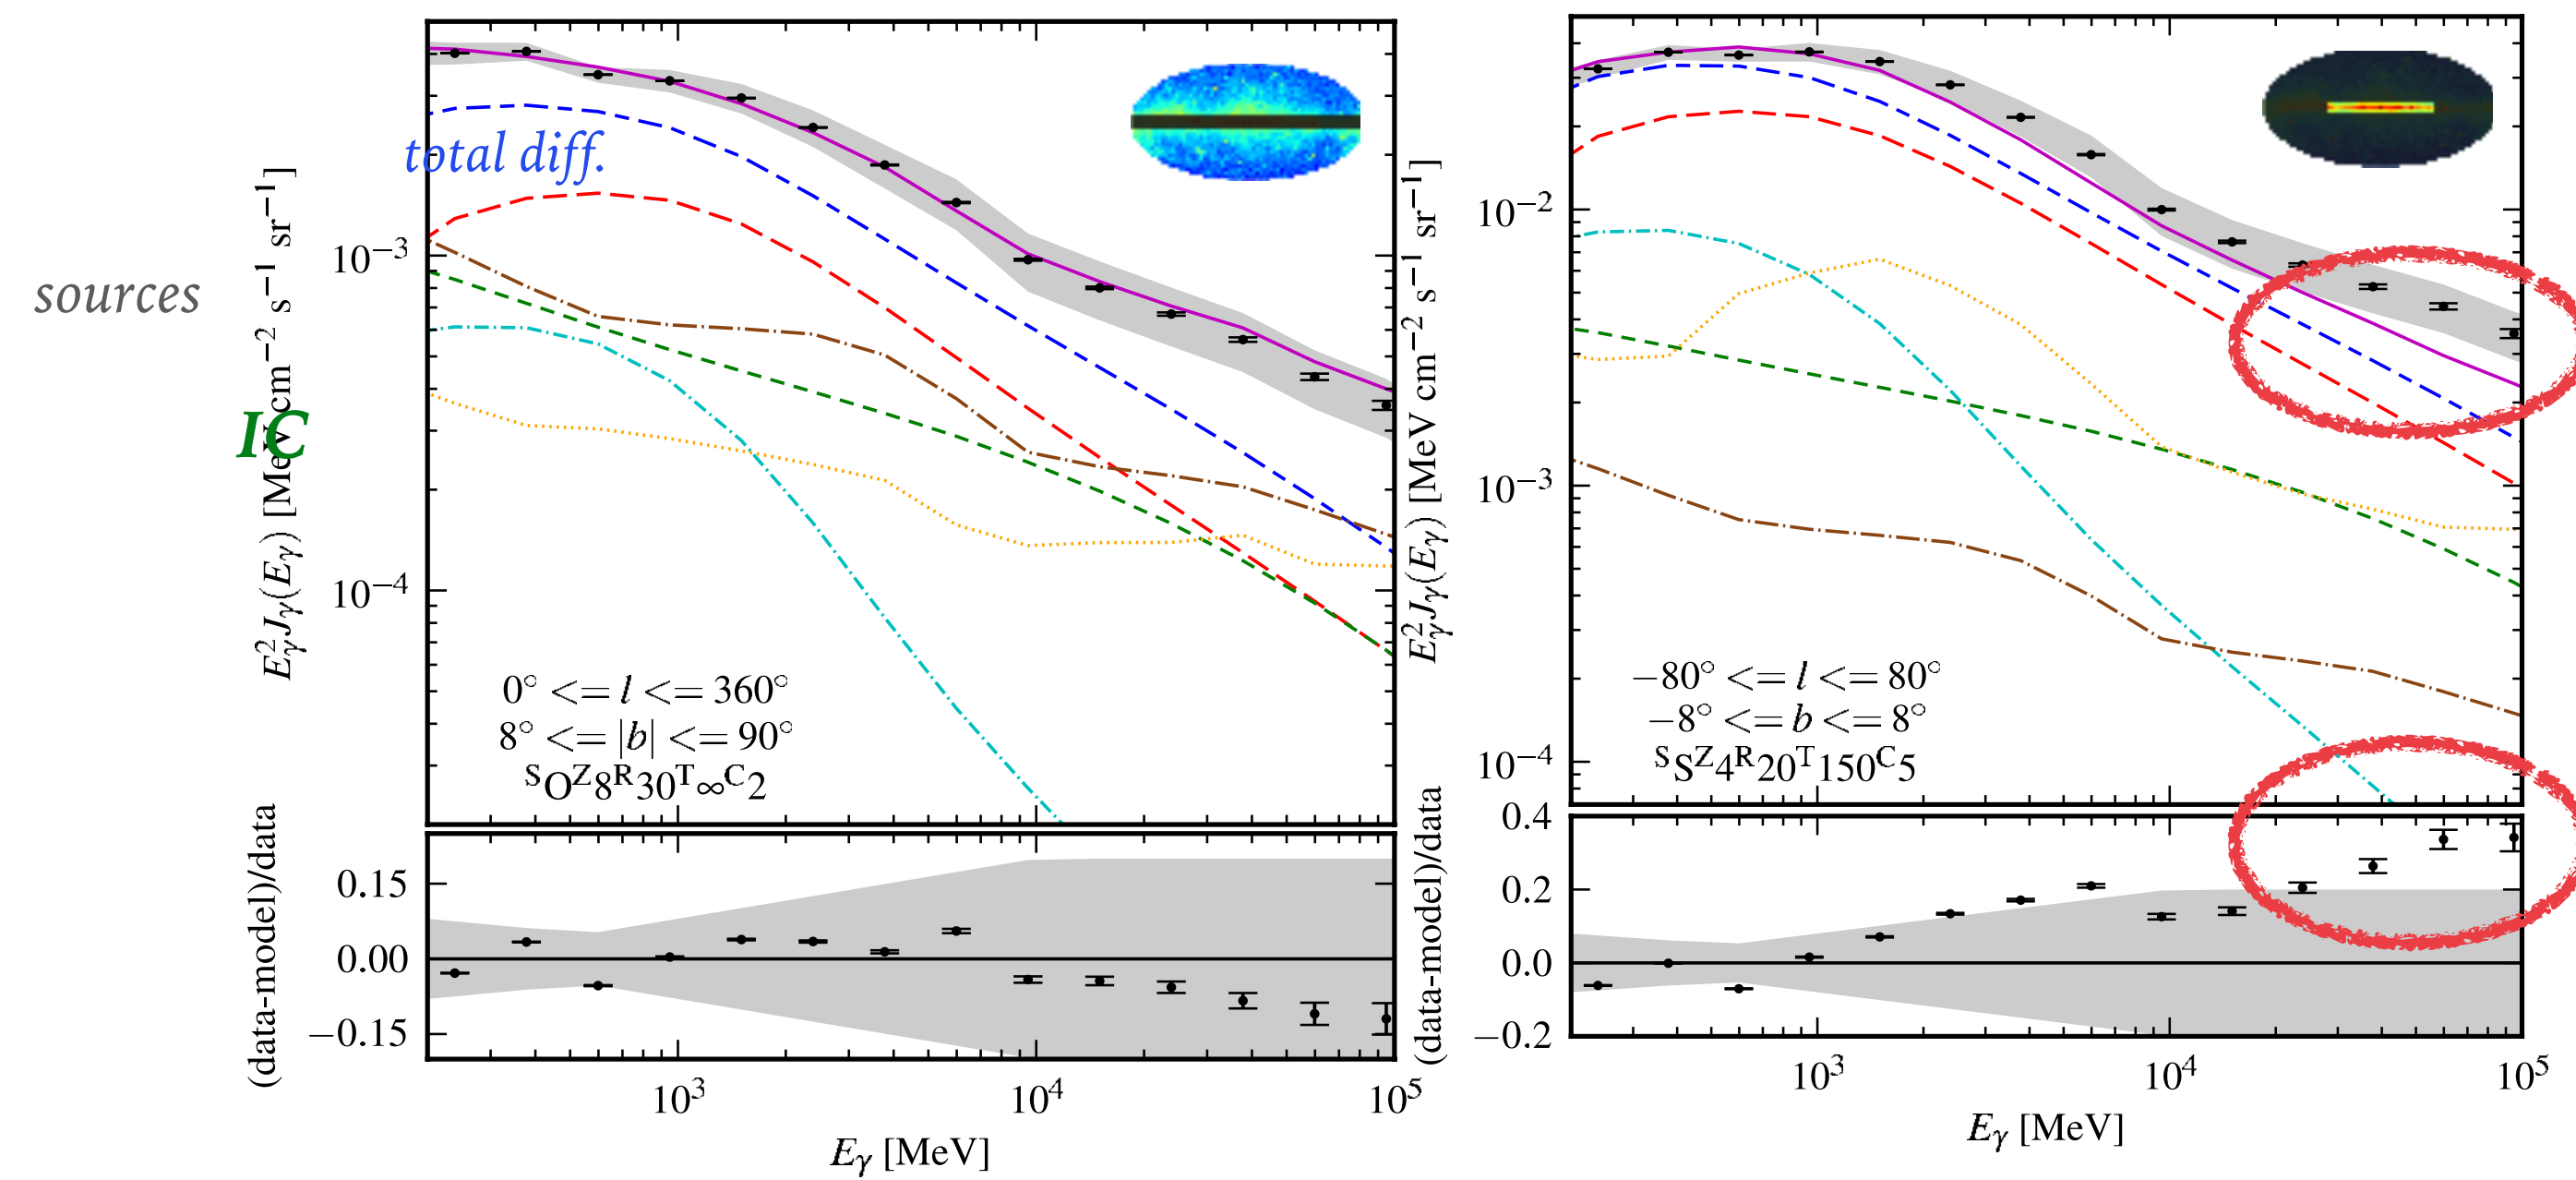 total diff.
sources
IC
E²γJγ(Eγ) [MeV cm⁻² s⁻¹ sr⁻¹]
10⁻³
10⁻⁴
0° <= l <= 360°
8° <= |b| <= 90°
ˢOᶻ8ᴿ30ᵀ∞ᶜ2
(data-model)/data
0.15
0.00
−0.15
10³ 10⁴ 10⁵
Eγ [MeV]
E²γJγ(Eγ) [MeV cm⁻² s⁻¹ sr⁻¹]
10⁻²
10⁻³
10⁻⁴
−80° <= l <= 80°
−8° <= b <= 8°
ˢSᶻ4ᴿ20ᵀ150ᶜ5
(data-model)/data
0.4
0.2
0.0
−0.2
10³ 10⁴ 10⁵
Eγ [MeV]